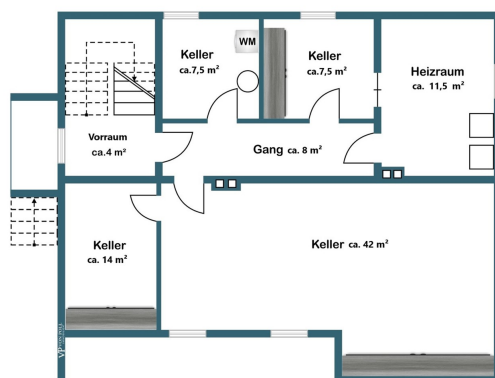 WM
Keller
ca.7,5 m²
Keller
ca.7,5 m²
Heizraum
ca. 11,5 m²
Vorraum
ca.4 m²
Gang ca. 8 m²
Keller
ca. 14 m²
Keller ca. 42 m²